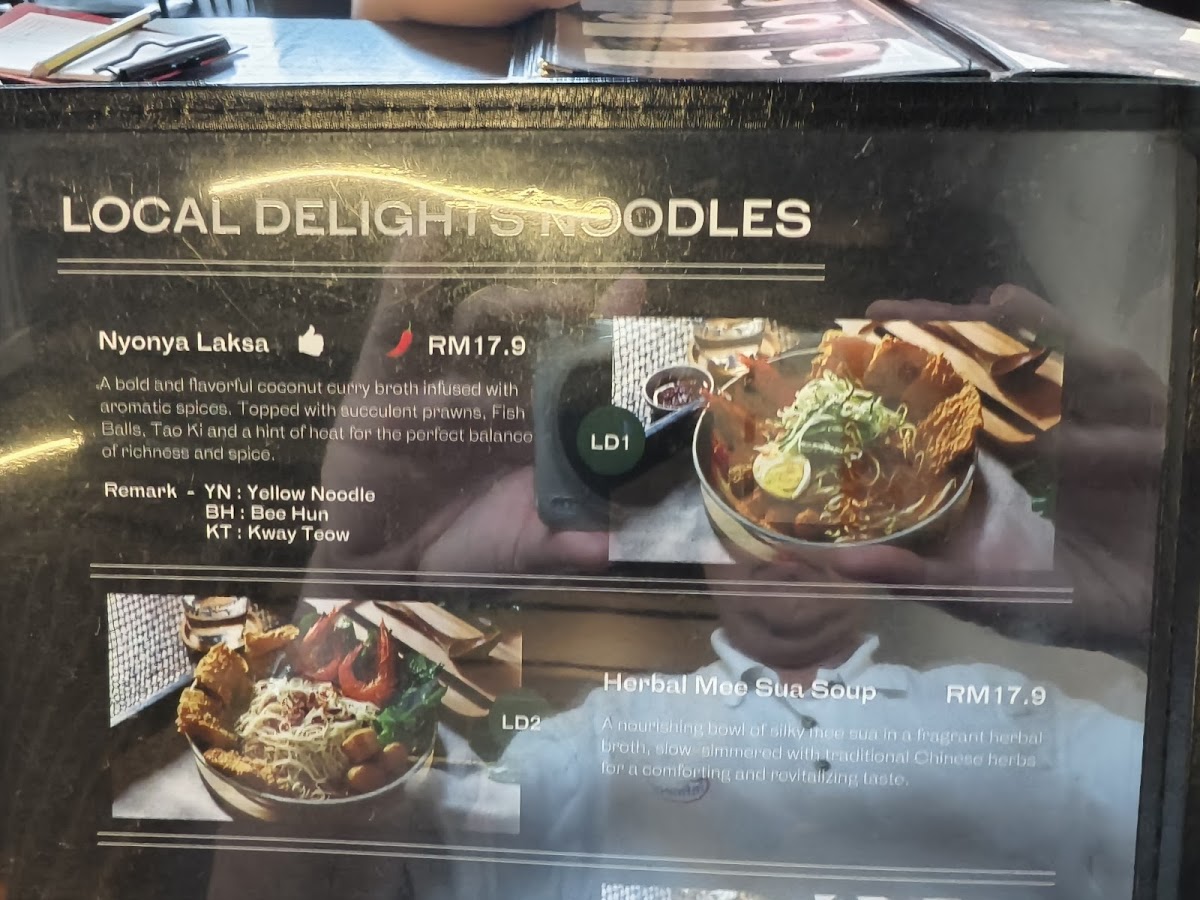 LOCAL DELIGHTS NOODLES
Nyonya Laksa RM17.9
A bold and flavorful coconut curry broth infused with
aromatic spices. Topped with succulent prawns, Fish
Balls, Tao Ki and a hint of heat for the perfect balance
of richness and spice.
Remark - YN : Yellow Noodle
BH : Bee Hun
KT : Kway Teow
LD1
LD2
Herbal Mee Sua Soup RM17.9
A nourishing bowl of silky mee sua in a fragrant herbal
broth, slow-simmered with traditional Chinese herbs
for a comforting and revitalizing taste.